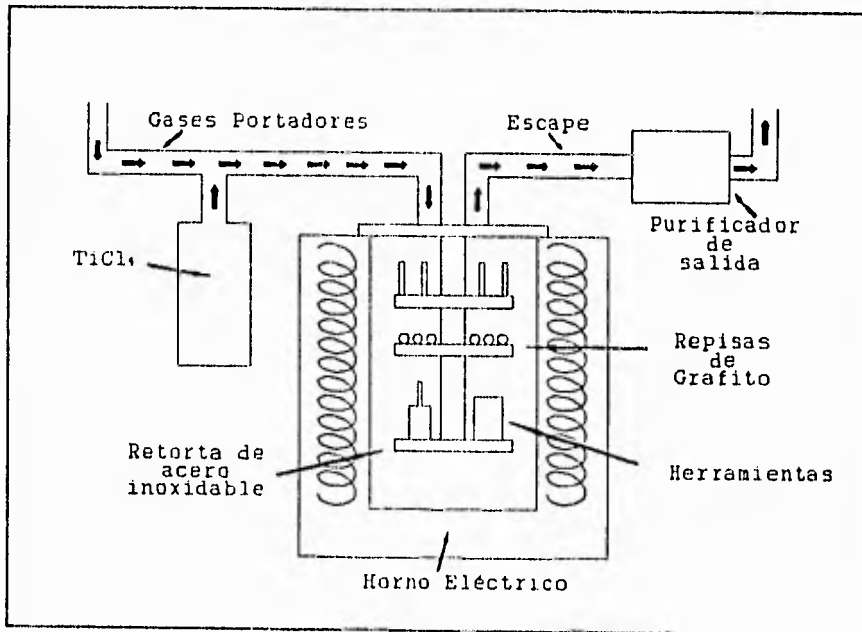 Gases Portadores
Escape
TiCl₄
Purificador
de
salida
Repisas
de
Grafito
Retorta de
acero
inoxidable
Herramientas
Horno Eléctrico